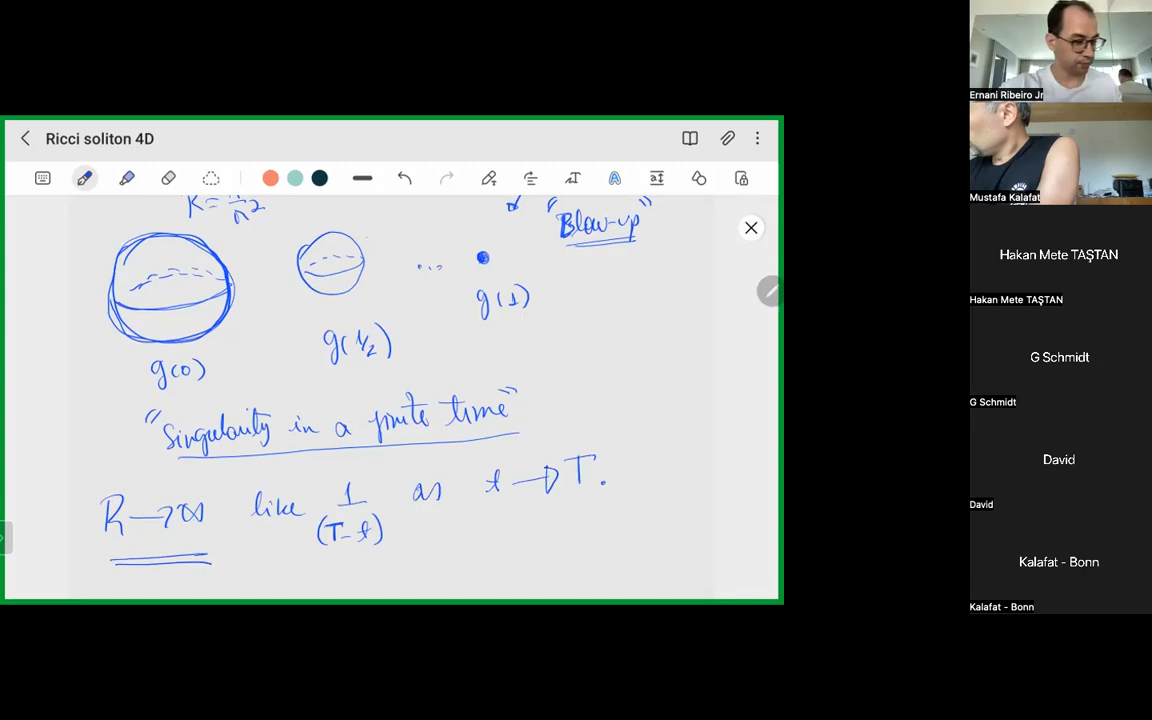 Ricci soliton 4D
"Blow-up"
...
g(1)
g(1/2)
g(0)
"Singularity in a finite time"
R→∞ like 1/(T-t) as t→T.
Ernani Ribeiro Jr
Mustafa Kalafat
Hakan Mete TAŞTAN
Hakan Mete TAŞTAN
G Schmidt
G Schmidt
David
David
Kalafat - Bonn
Kalafat - Bonn